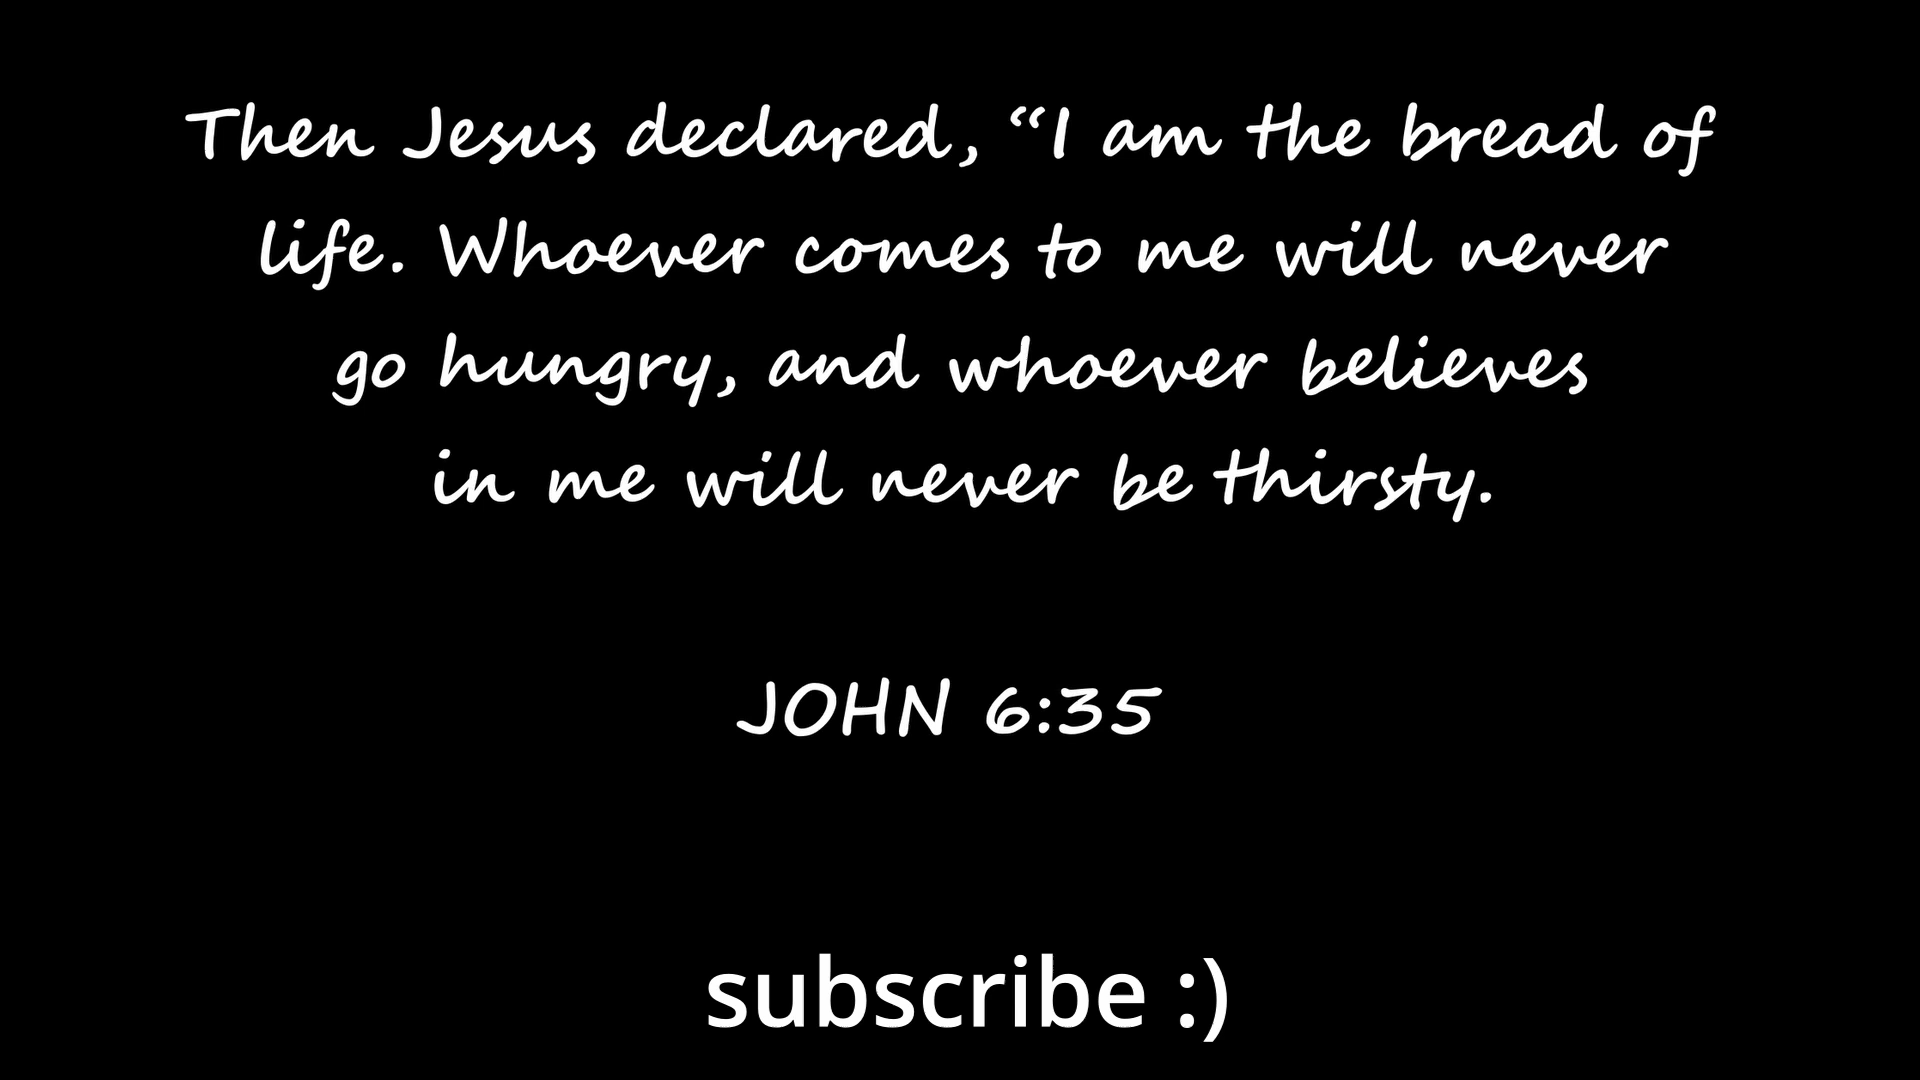 Then Jesus declared, “I am the bread of
life. Whoever comes to me will never
go hungry, and whoever believes
in me will never be thirsty.
JOHN 6:35
subscribe :)